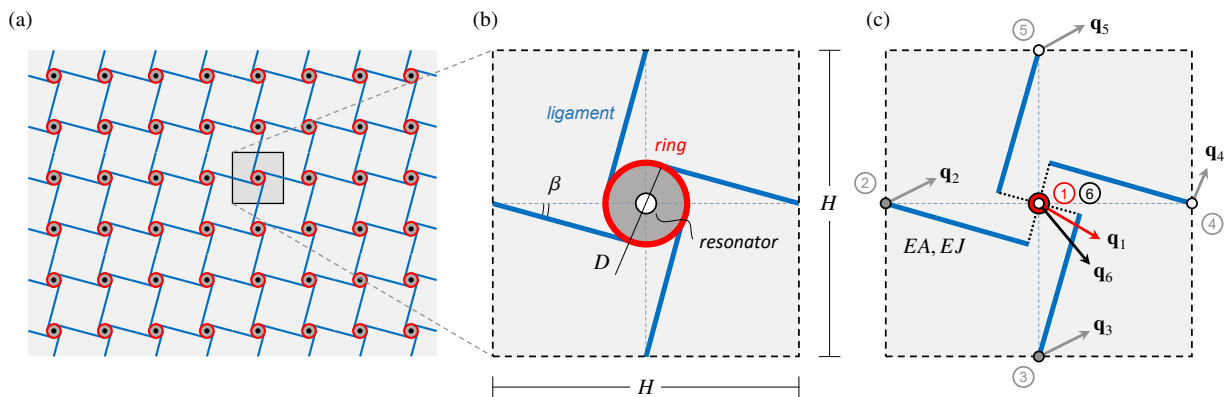 (a)
(b)
(c)
ligament
ring
β
resonator
D
H
H
5
q₅
q₄
2
q₂
1 6
4
EA, EJ
q₁
q₆
q₃
3